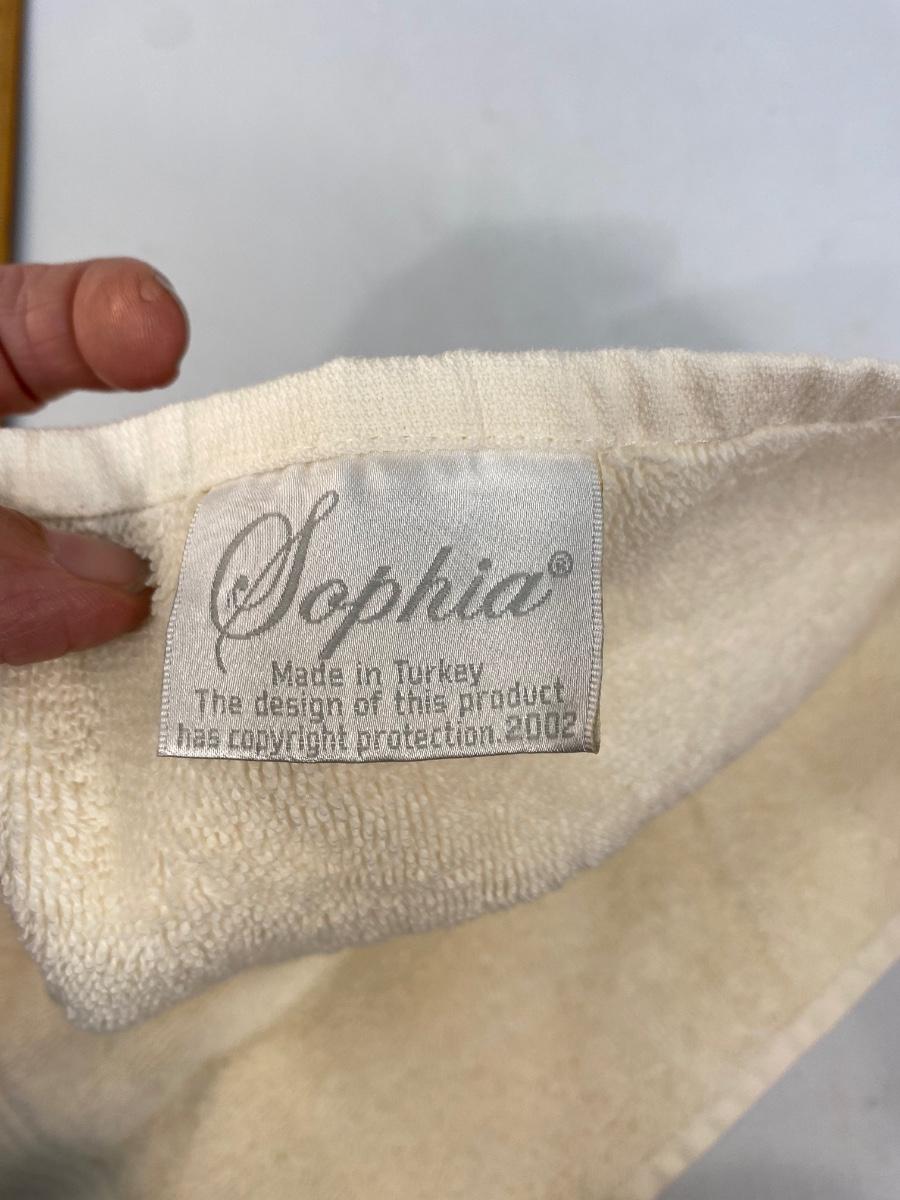 Sophia®
Made in Turkey
The design of this product
has copyright protection.2002